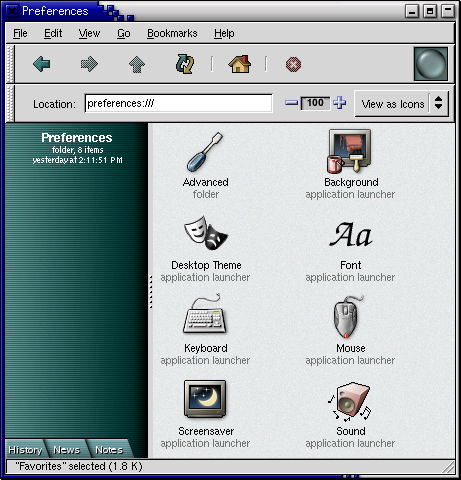 Preferences
File Edit View Go Bookmarks Help
Location: preferences:/// 100 View as Icons
Preferences
folder, 8 items
yesterday at 2:11:51 PM
Advanced
folder
Background
application launcher
Desktop Theme
application launcher
Aa
Font
application launcher
Keyboard
application launcher
Mouse
application launcher
Screensaver
application launcher
Sound
application launcher
History News Notes
"Favorites" selected (1.8 K)